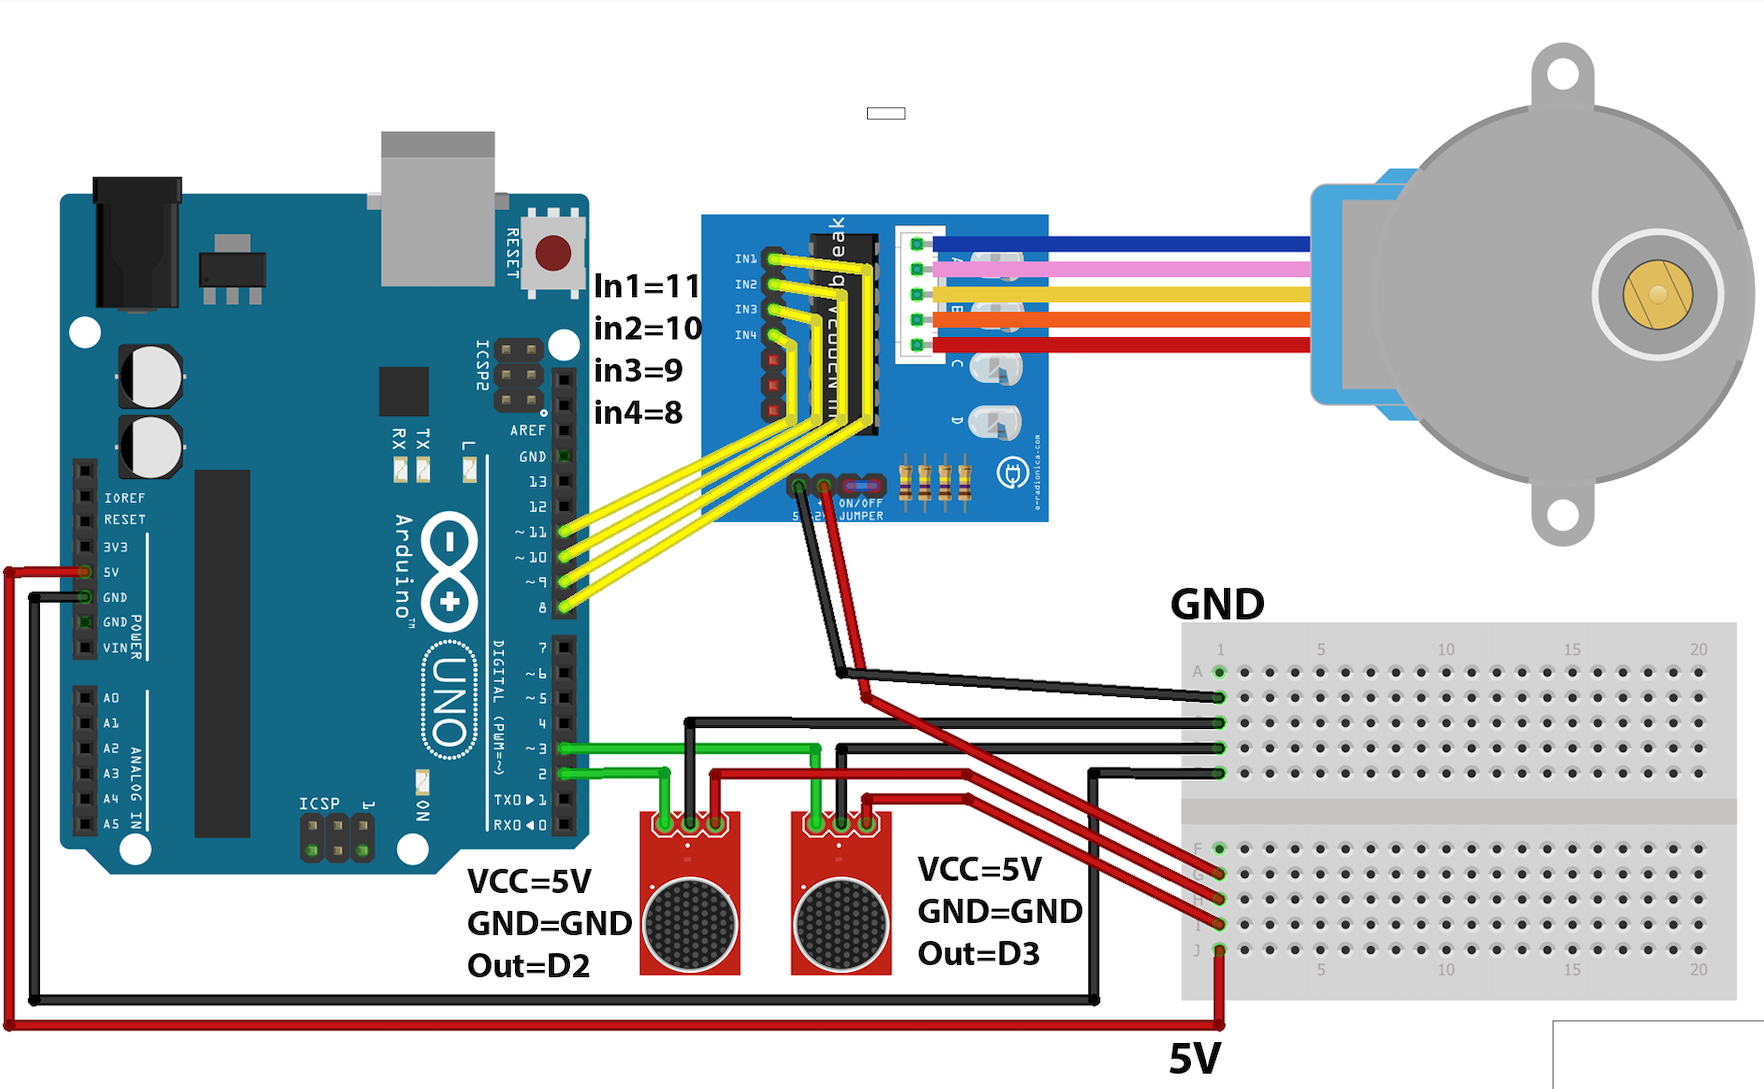 RESET
In1=11
in2=10
in3=9
in4=8
ICSP2
AREF
GND
13
12
~11
~10
~9
8
7
~6
~5
4
~3
2
TX0▶1
RX0◀0
DIGITAL (PWM=~)
RX
TX
L
Arduino™
UNO
ON
ICSP
1
IOREF
RESET
3V3
5V
GND
GND
VIN
POWER
A0
A1
A2
A3
A4
A5
ANALOG IN
IN1
IN2
IN3
IN4
A
B
C
D
ON/OFF
JUMPER
e-radionica.com
VCC=5V
GND=GND
Out=D2
VCC=5V
GND=GND
Out=D3
GND
1 5 10 15 20
A
F
G
H
I
J
5 10 15 20
5V